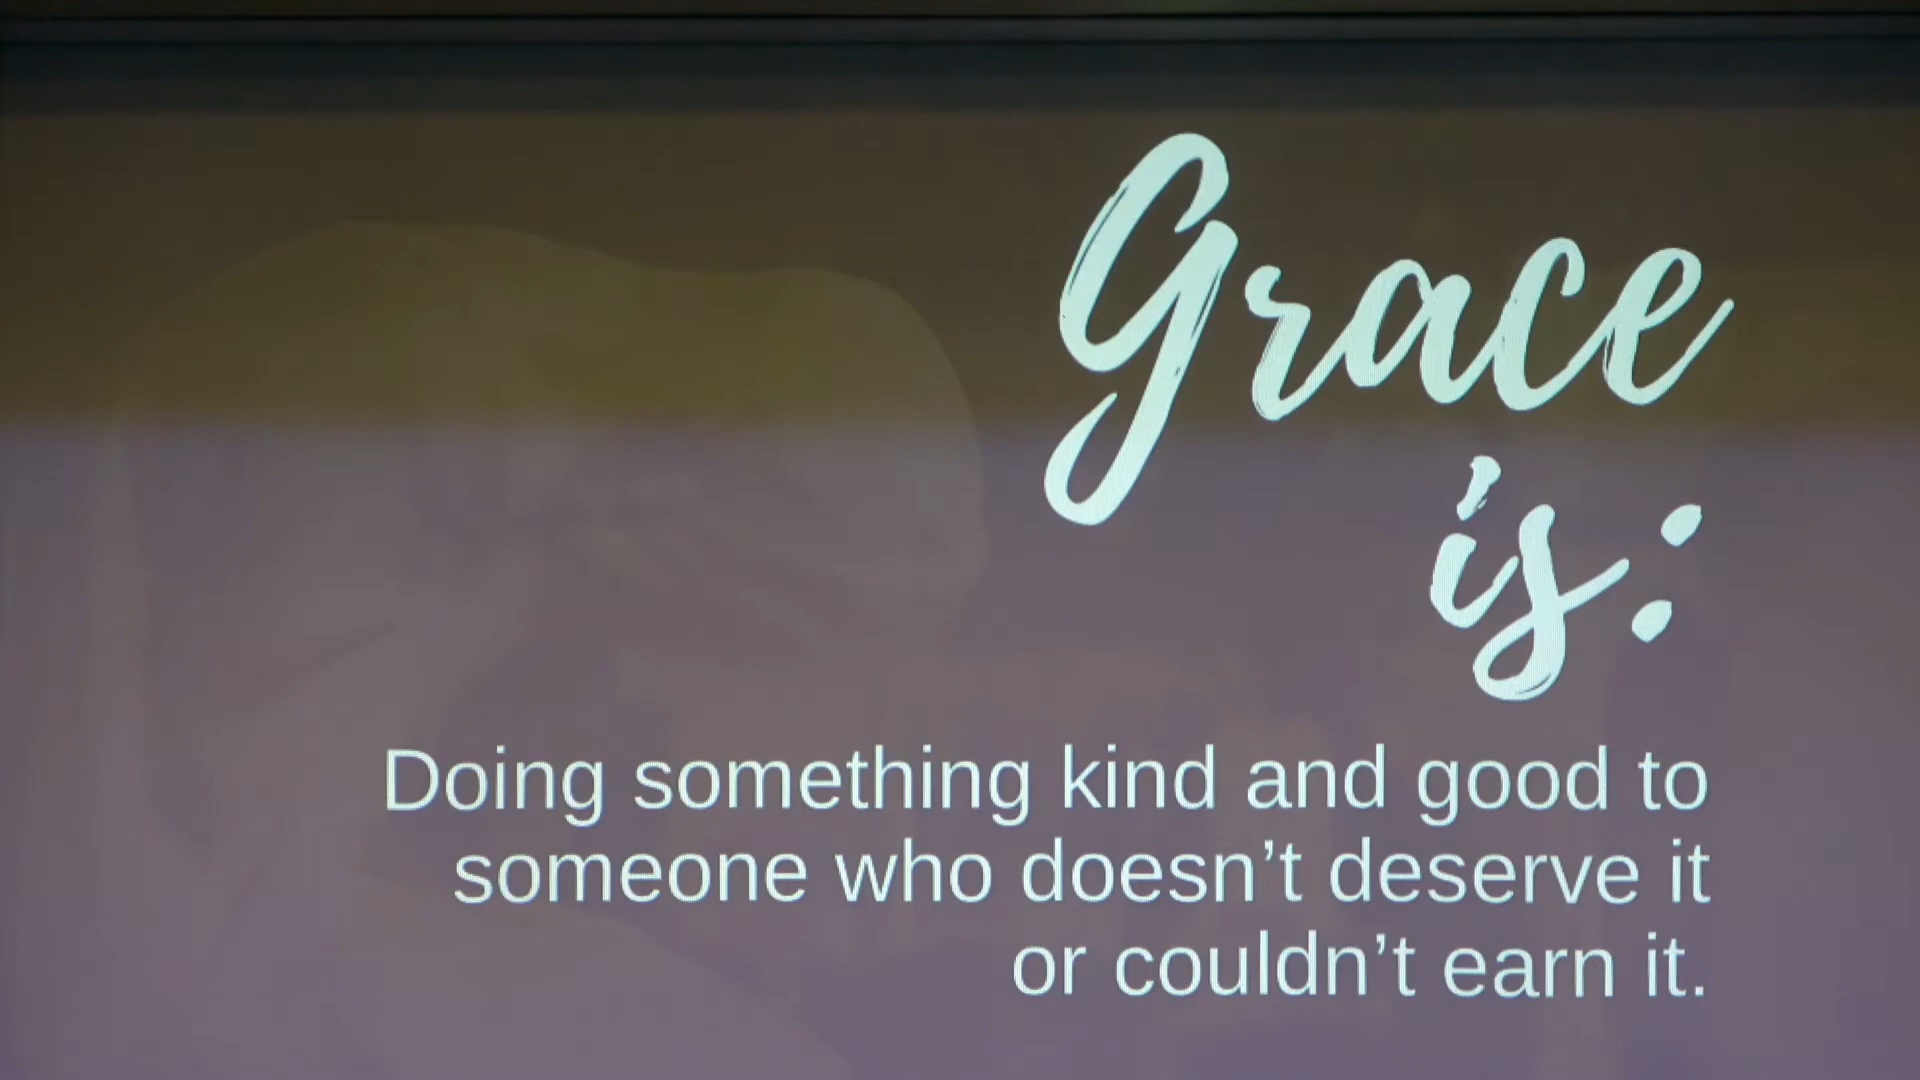 Grace
is:
Doing something kind and good to
someone who doesn’t deserve it
or couldn’t earn it.